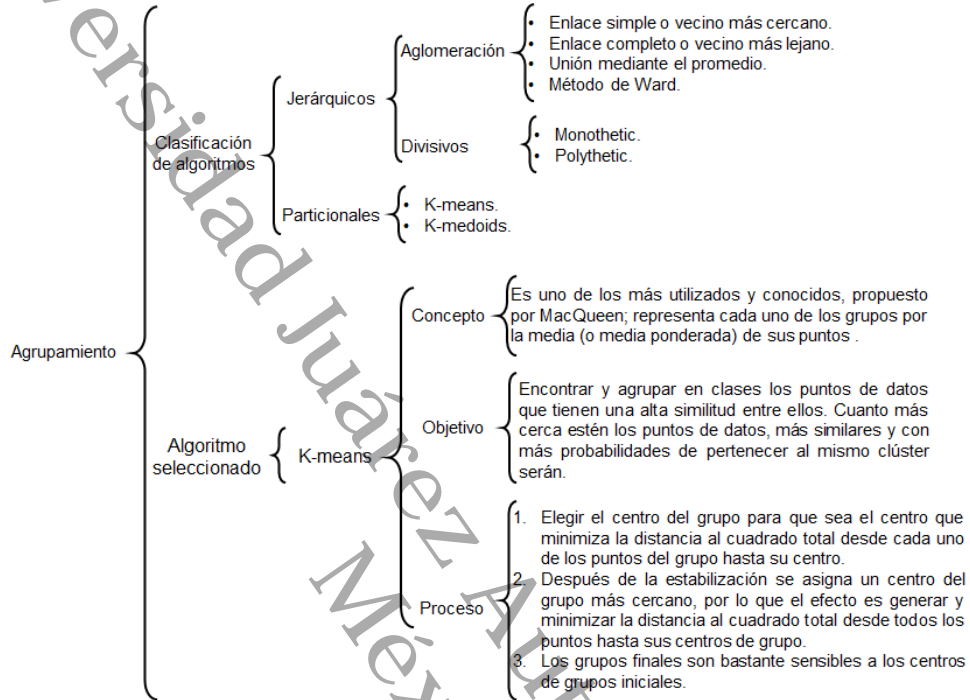 Agrupamiento
Clasificación
de algoritmos
Jerárquicos
Aglomeración
• Enlace simple o vecino más cercano.
• Enlace completo o vecino más lejano.
• Unión mediante el promedio.
• Método de Ward.
Divisivos
• Monothetic.
• Polythetic.
Particionales
• K-means.
• K-medoids.
Algoritmo
seleccionado
K-means
Concepto
Es uno de los más utilizados y conocidos, propuesto
por MacQueen; representa cada uno de los grupos por
la media (o media ponderada) de sus puntos .
Objetivo
Encontrar y agrupar en clases los puntos de datos
que tienen una alta similitud entre ellos. Cuanto más
cerca estén los puntos de datos, más similares y con
más probabilidades de pertenecer al mismo clúster
serán.
Proceso
1. Elegir el centro del grupo para que sea el centro que
minimiza la distancia al cuadrado total desde cada uno
de los puntos del grupo hasta su centro.
2. Después de la estabilización se asigna un centro del
grupo más cercano, por lo que el efecto es generar y
minimizar la distancia al cuadrado total desde todos los
puntos hasta sus centros de grupo.
3. Los grupos finales son bastante sensibles a los centros
de grupos iniciales.
versidad Juárez Aut
Méx